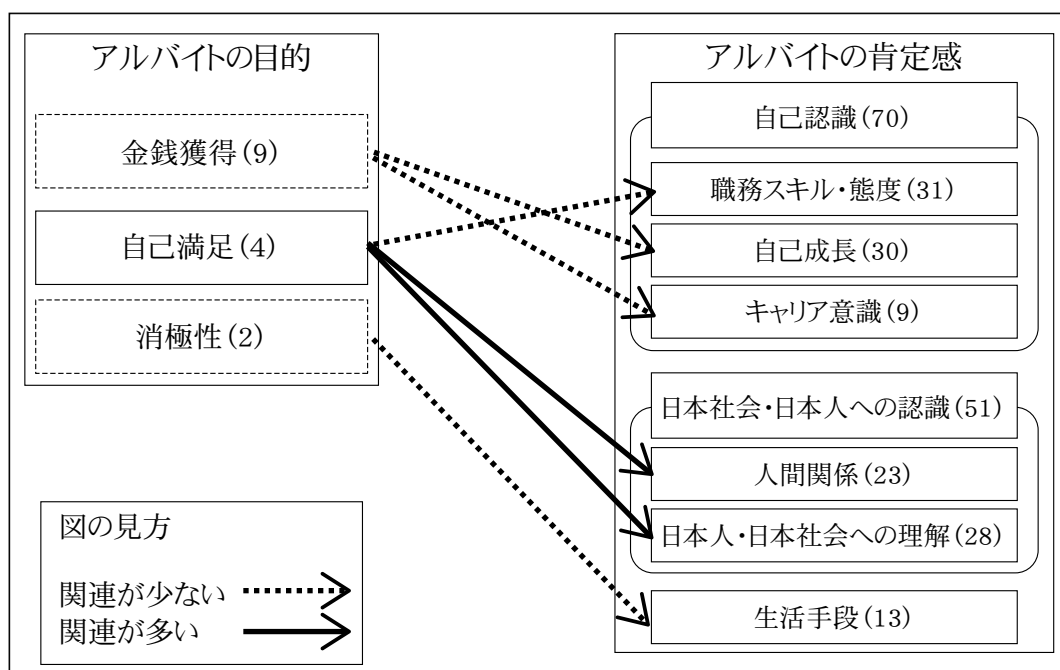 アルバイトの目的
金銭獲得(9)
自己満足(4)
消極性(2)
図の見方
関連が少ない
関連が多い
アルバイトの肯定感
自己認識(70)
職務スキル・態度(31)
自己成長(30)
キャリア意識(9)
日本社会・日本人への認識(51)
人間関係(23)
日本人・日本社会への理解(28)
生活手段(13)